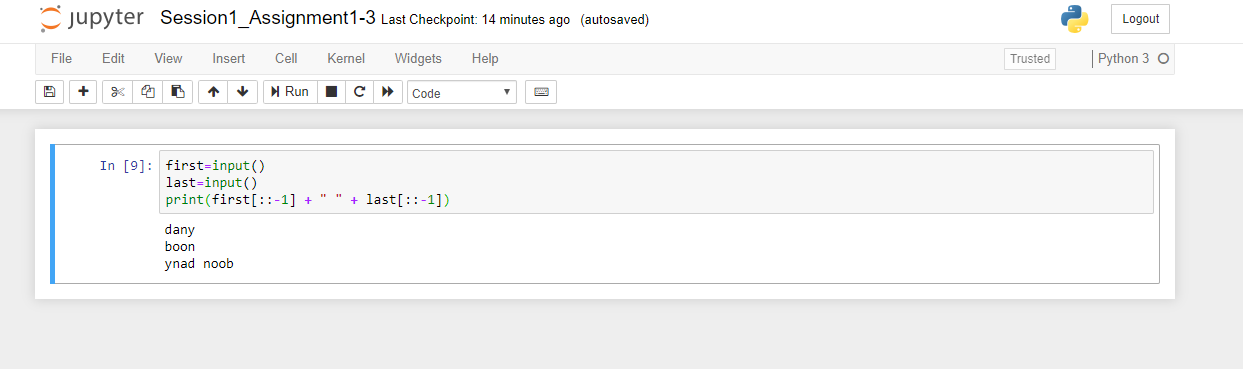 jupyter Session1_Assignment1-3 Last Checkpoint: 14 minutes ago (autosaved) Logout
File Edit View Insert Cell Kernel Widgets Help Trusted Python 3
Run Code
In [9]: first=input()
last=input()
print(first[::-1] + " " + last[::-1])
dany
boon
ynad noob